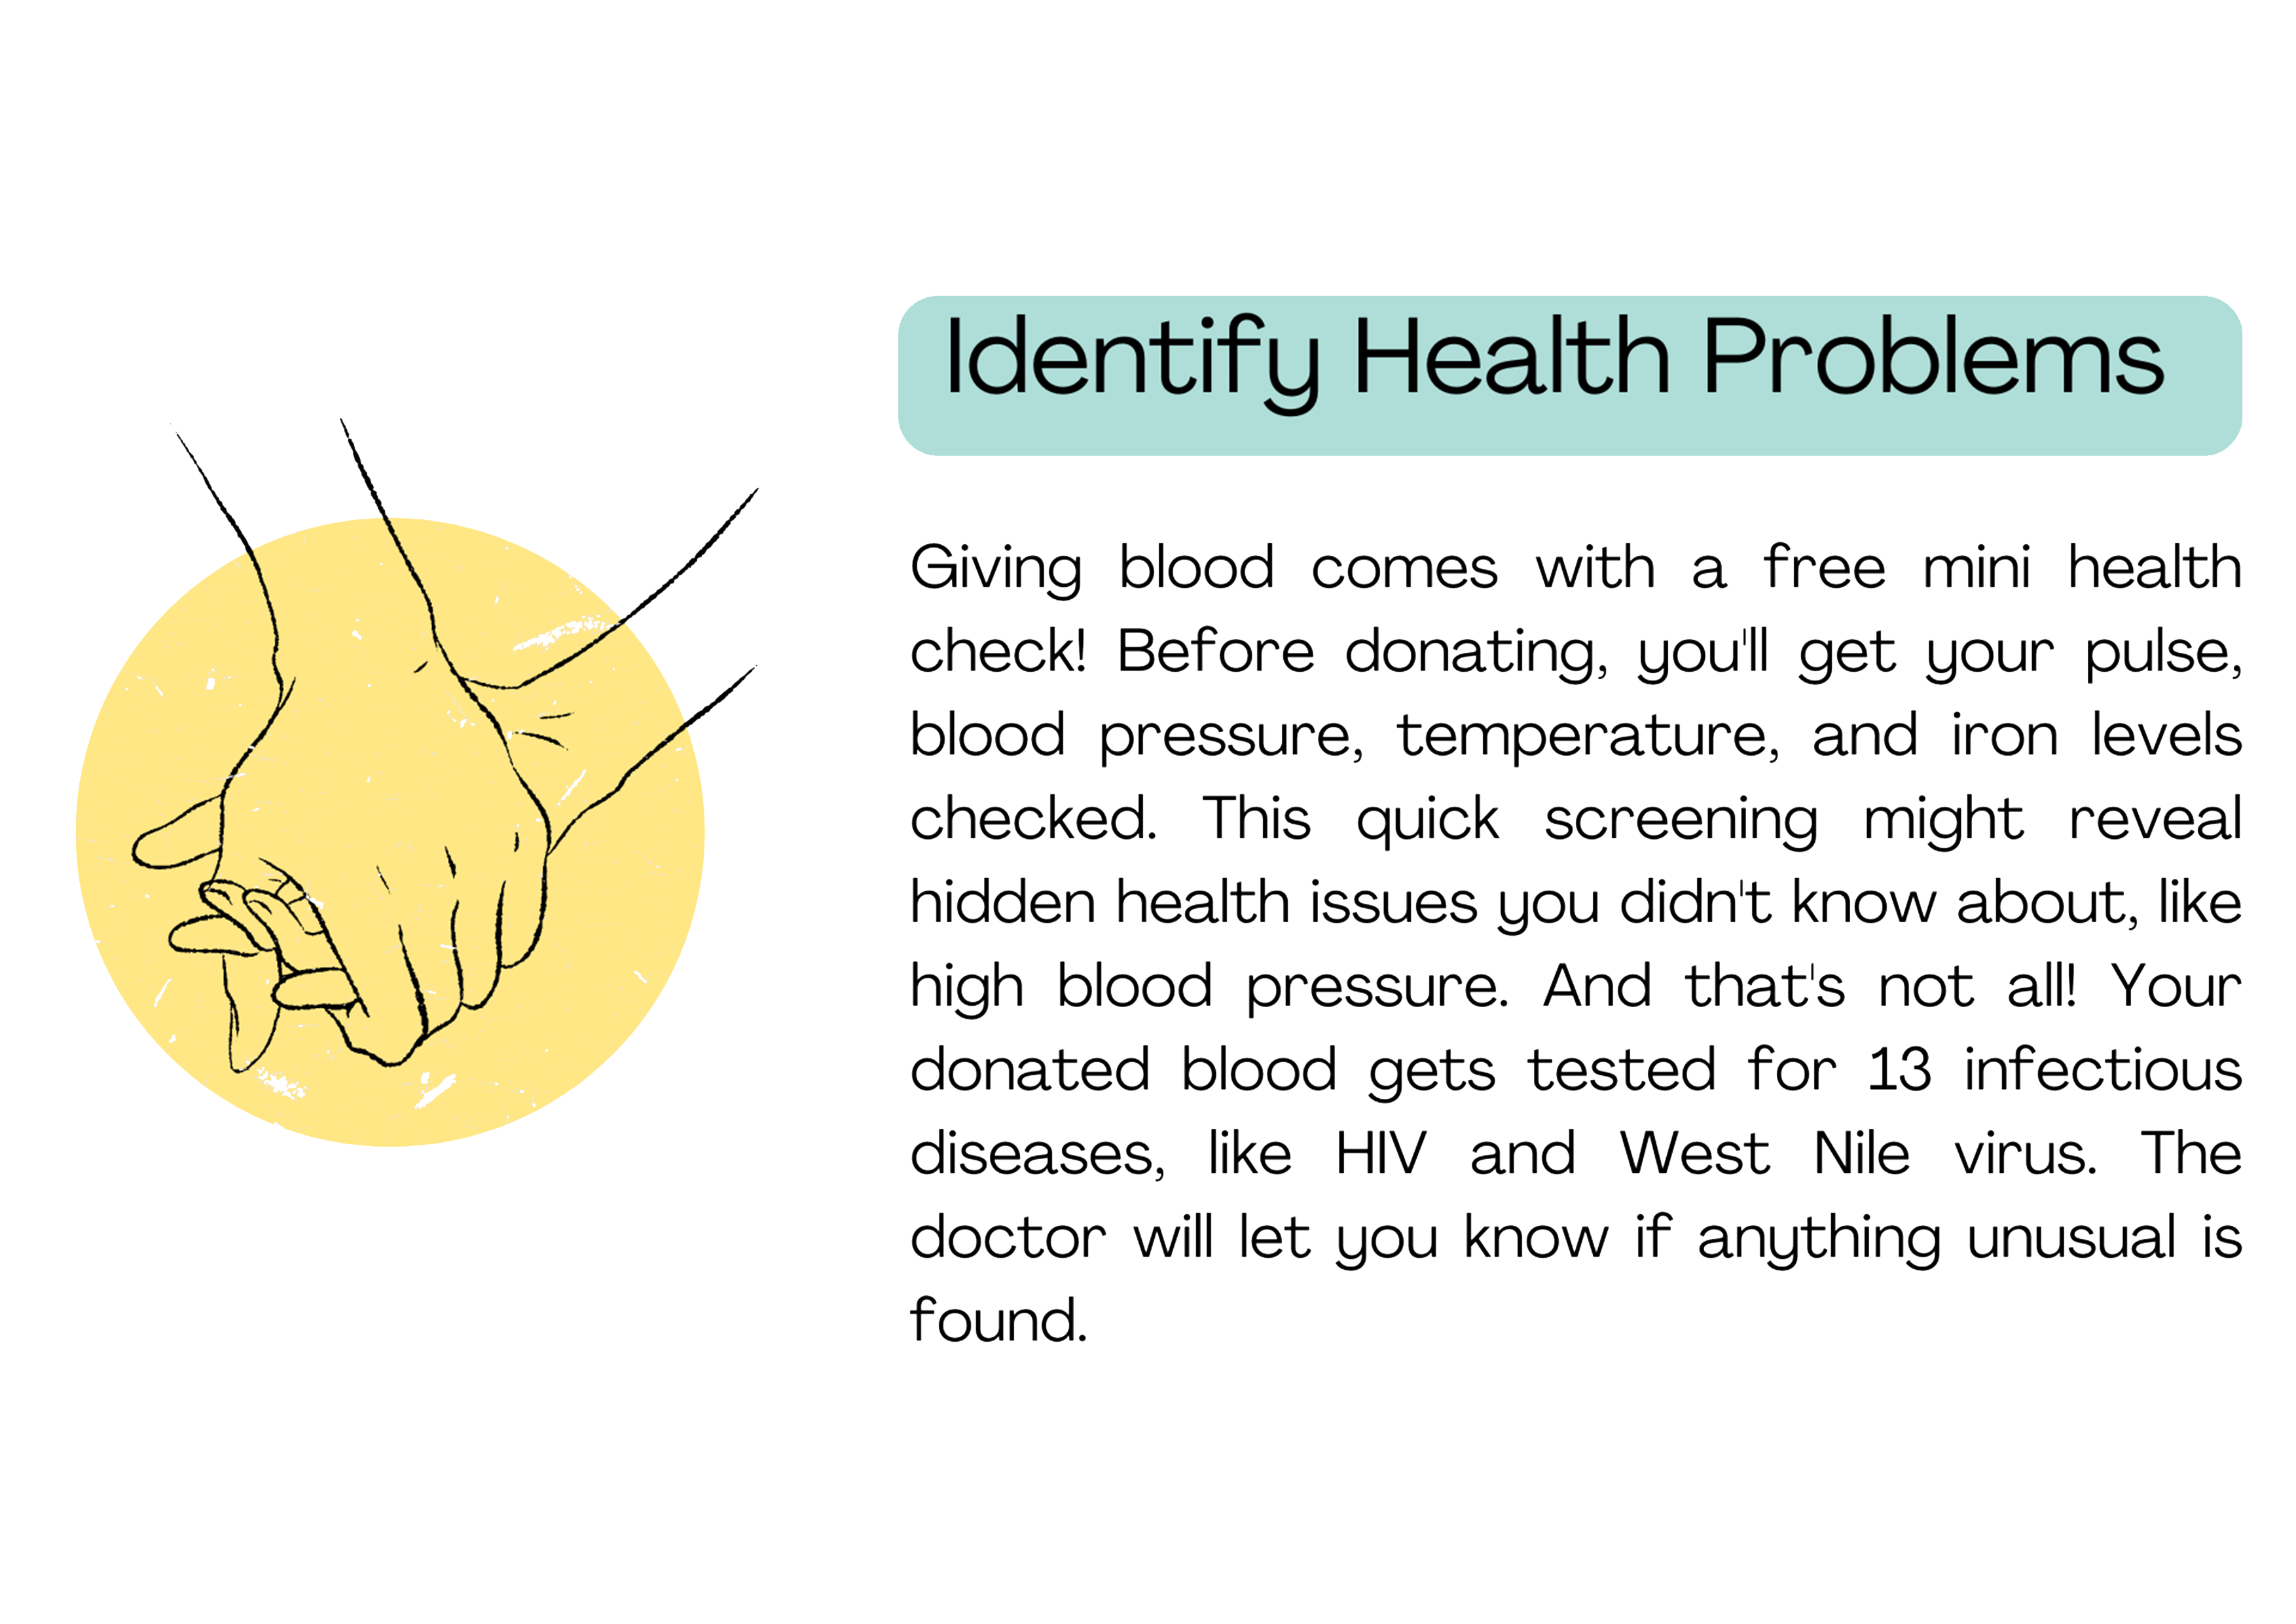 Identify Health Problems
Giving blood comes with a free mini health
check! Before donating, you'll get your pulse,
blood pressure, temperature, and iron levels
checked. This quick screening might reveal
hidden health issues you didn't know about, like
high blood pressure. And that's not all! Your
donated blood gets tested for 13 infectious
diseases, like HIV and West Nile virus. The
doctor will let you know if anything unusual is
found.